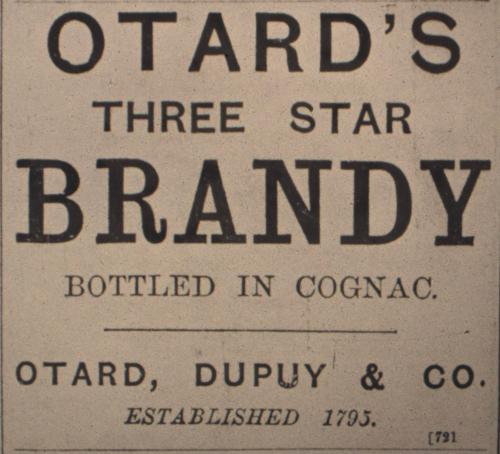 OTARD'S
THREE STAR
BRANDY
BOTTLED IN COGNAC.
OTARD, DUPUY & CO.
ESTABLISHED 1795.
[721